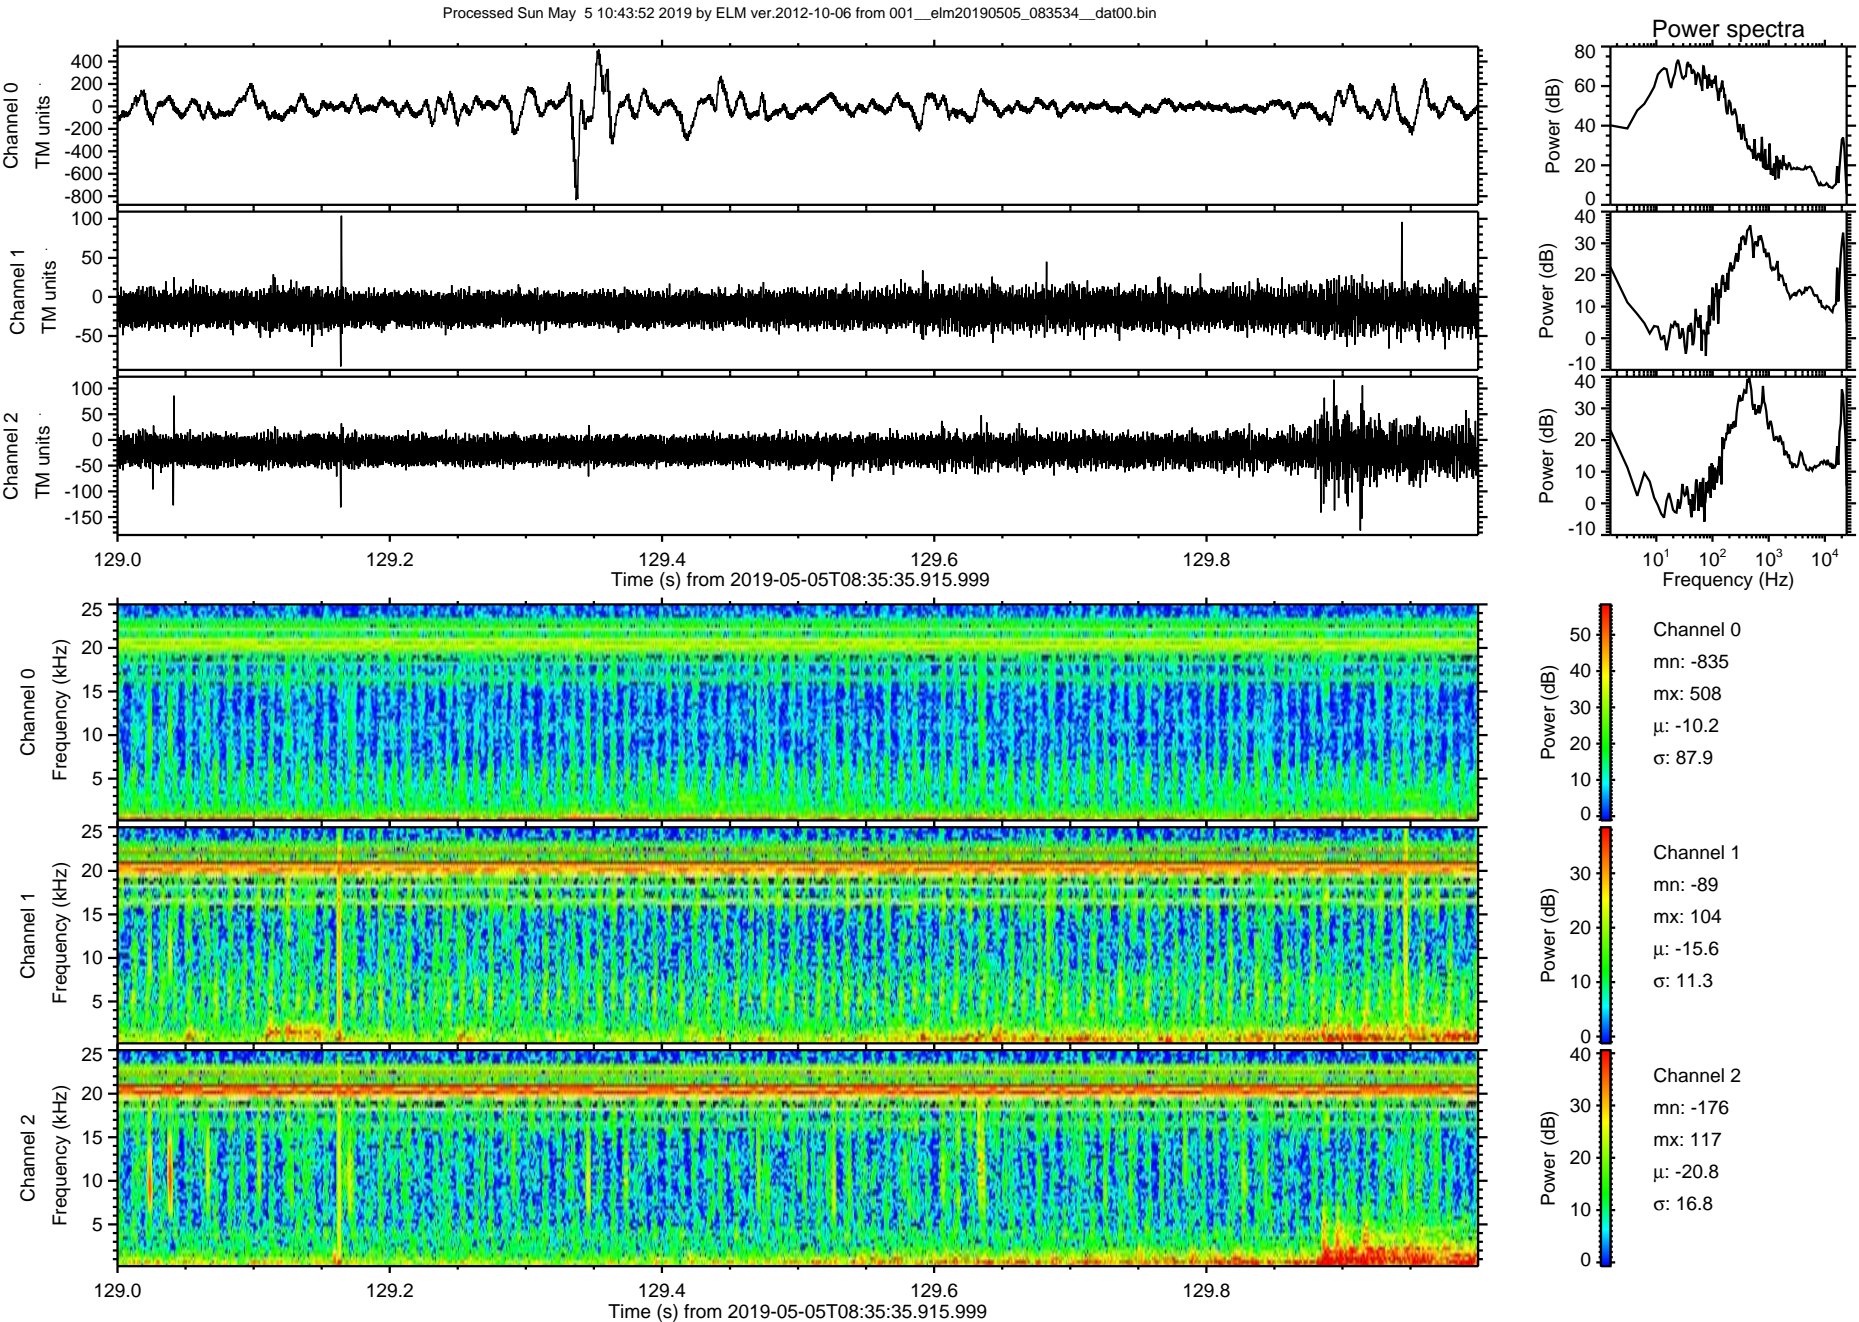 Processed Sun May  5 10:43:52 2019 by ELM ver.2012-10-06 from 001__elm20190505_083534__dat00.bin
Power spectra
Channel 0
TM units
400
200
0
-200
-400
-600
-800
Power (dB)
80
60
40
20
0
Channel 1
TM units
100
50
0
-50
Power (dB)
40
30
20
10
0
-10
Channel 2
TM units
100
50
0
-50
-100
-150
Power (dB)
40
30
20
10
0
-10
129.0 129.2 129.4 129.6 129.8
Time (s) from 2019-05-05T08:35:35.915.999
10¹ 10² 10³ 10⁴
Frequency (Hz)
Channel 0
Frequency (kHz)
25
20
15
10
5
Power (dB)
50
40
30
20
10
0
Channel 0
mn: -835
mx: 508
μ: -10.2
σ: 87.9
Channel 1
Frequency (kHz)
25
20
15
10
5
Power (dB)
30
20
10
0
Channel 1
mn: -89
mx: 104
μ: -15.6
σ: 11.3
Channel 2
Frequency (kHz)
25
20
15
10
5
Power (dB)
40
30
20
10
0
Channel 2
mn: -176
mx: 117
μ: -20.8
σ: 16.8
129.0 129.2 129.4 129.6 129.8
Time (s) from 2019-05-05T08:35:35.915.999